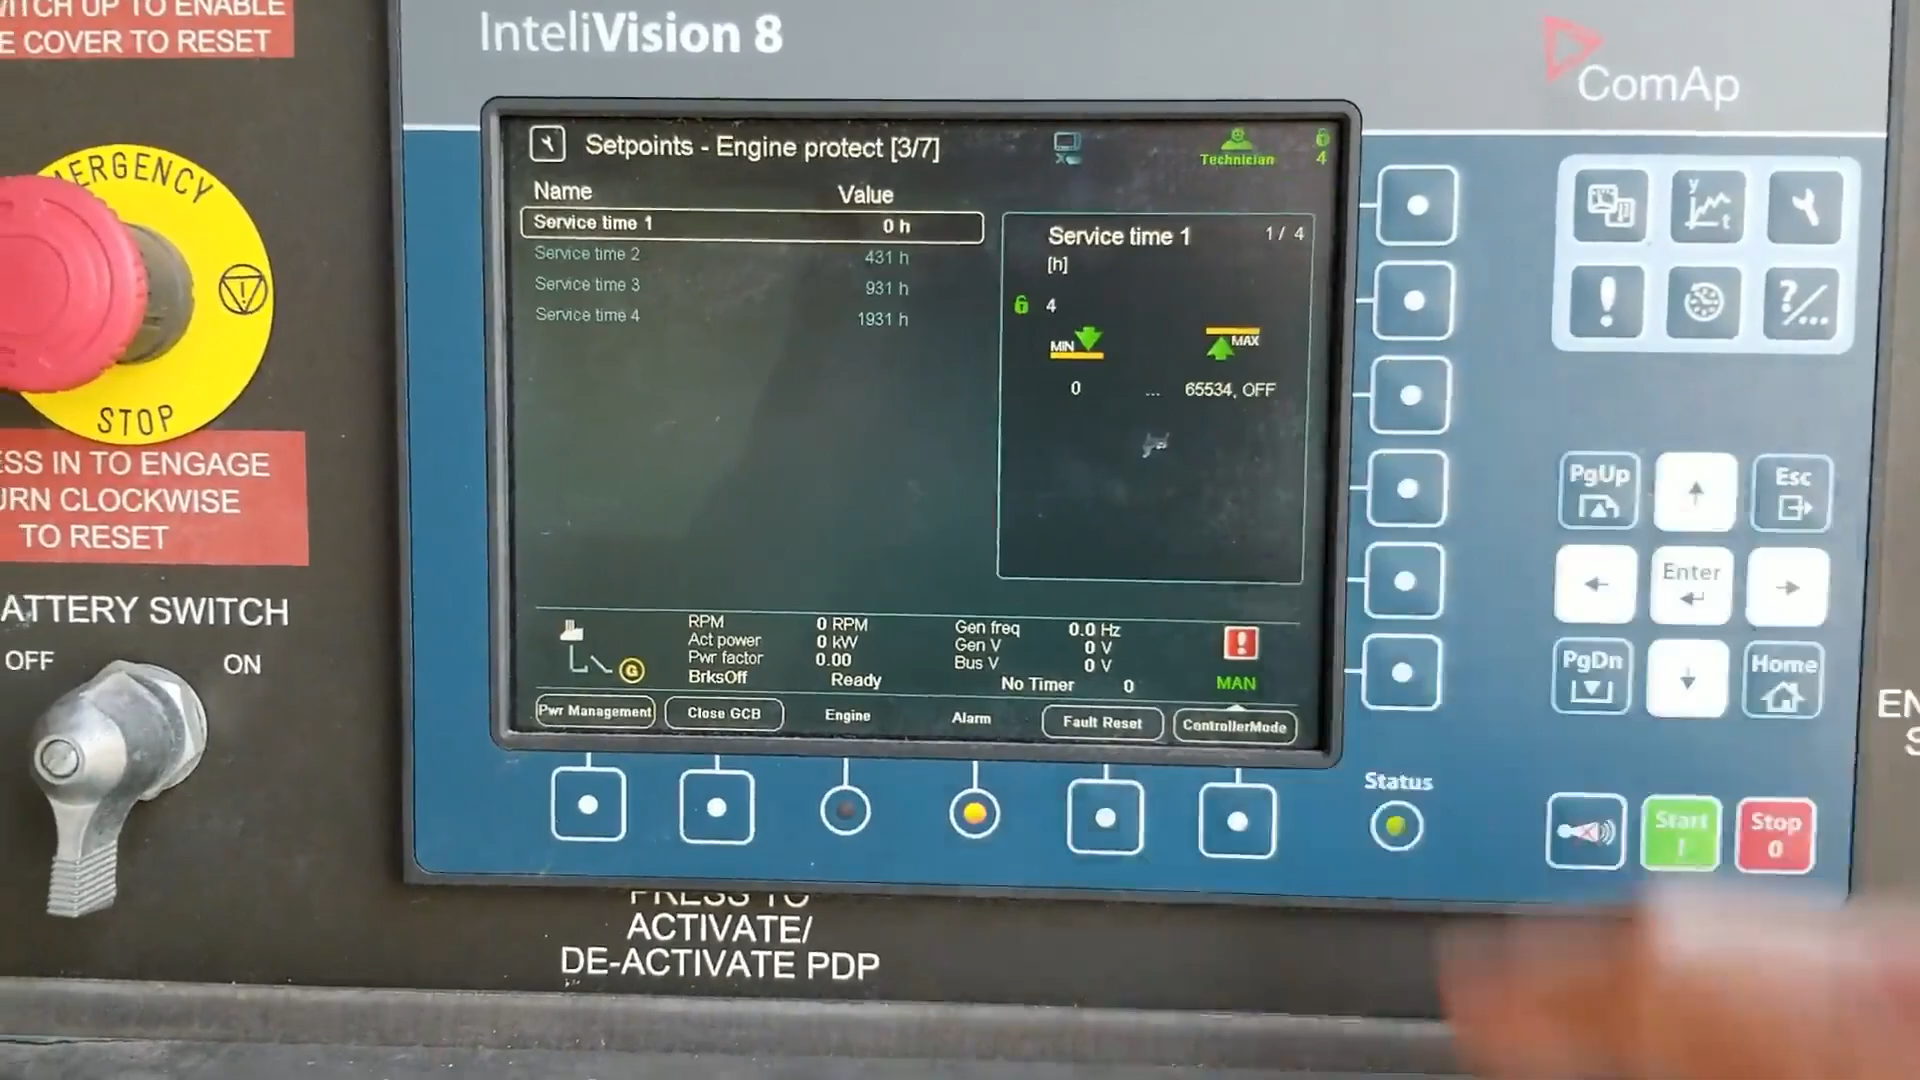 WITCH UP TO ENABLE
E COVER TO RESET
EMERGENCY
STOP
ESS IN TO ENGAGE
URN CLOCKWISE
TO RESET
ATTERY SWITCH
OFF ON
InteliVision 8
ComAp
Setpoints - Engine protect [3/7]
Technician
4
Name Value
Service time 1 0 h
Service time 2 431 h
Service time 3 931 h
Service time 4 1931 h
Service time 1 1 / 4
[h]
4
MIN MAX
0 ... 65534, OFF
RPM 0 RPM
Act power 0 kW
Pwr factor 0.00
BrksOff Ready
Gen freq 0.0 Hz
Gen V 0 V
Bus V 0 V
No Timer 0
G
MAN
Pwr Management Close GCB Engine Alarm Fault Reset ControllerMode
Status
PgUp Esc
Enter
PgDn Home
Start
I
Stop
0
PRESS TO
ACTIVATE/
DE-ACTIVATE PDP
EN
S